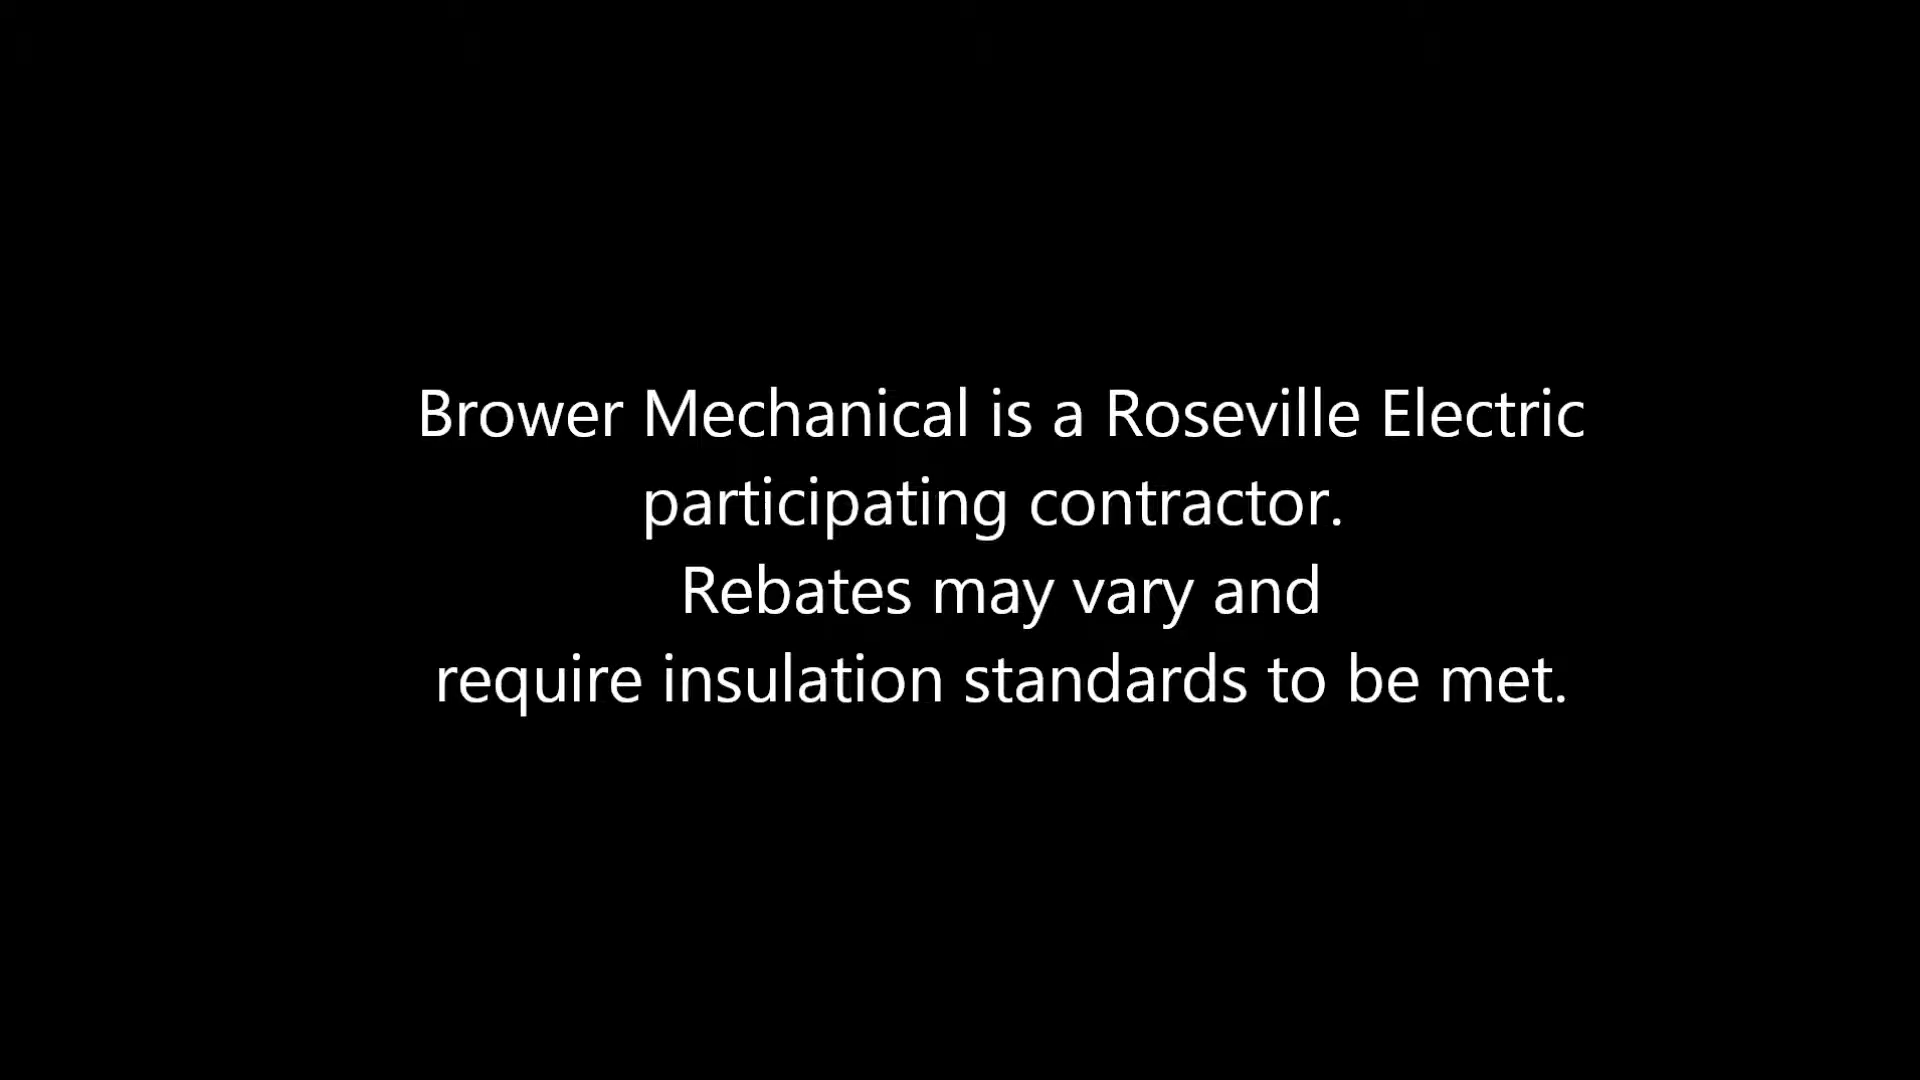 Brower Mechanical is a Roseville Electric
participating contractor.
Rebates may vary and
require insulation standards to be met.